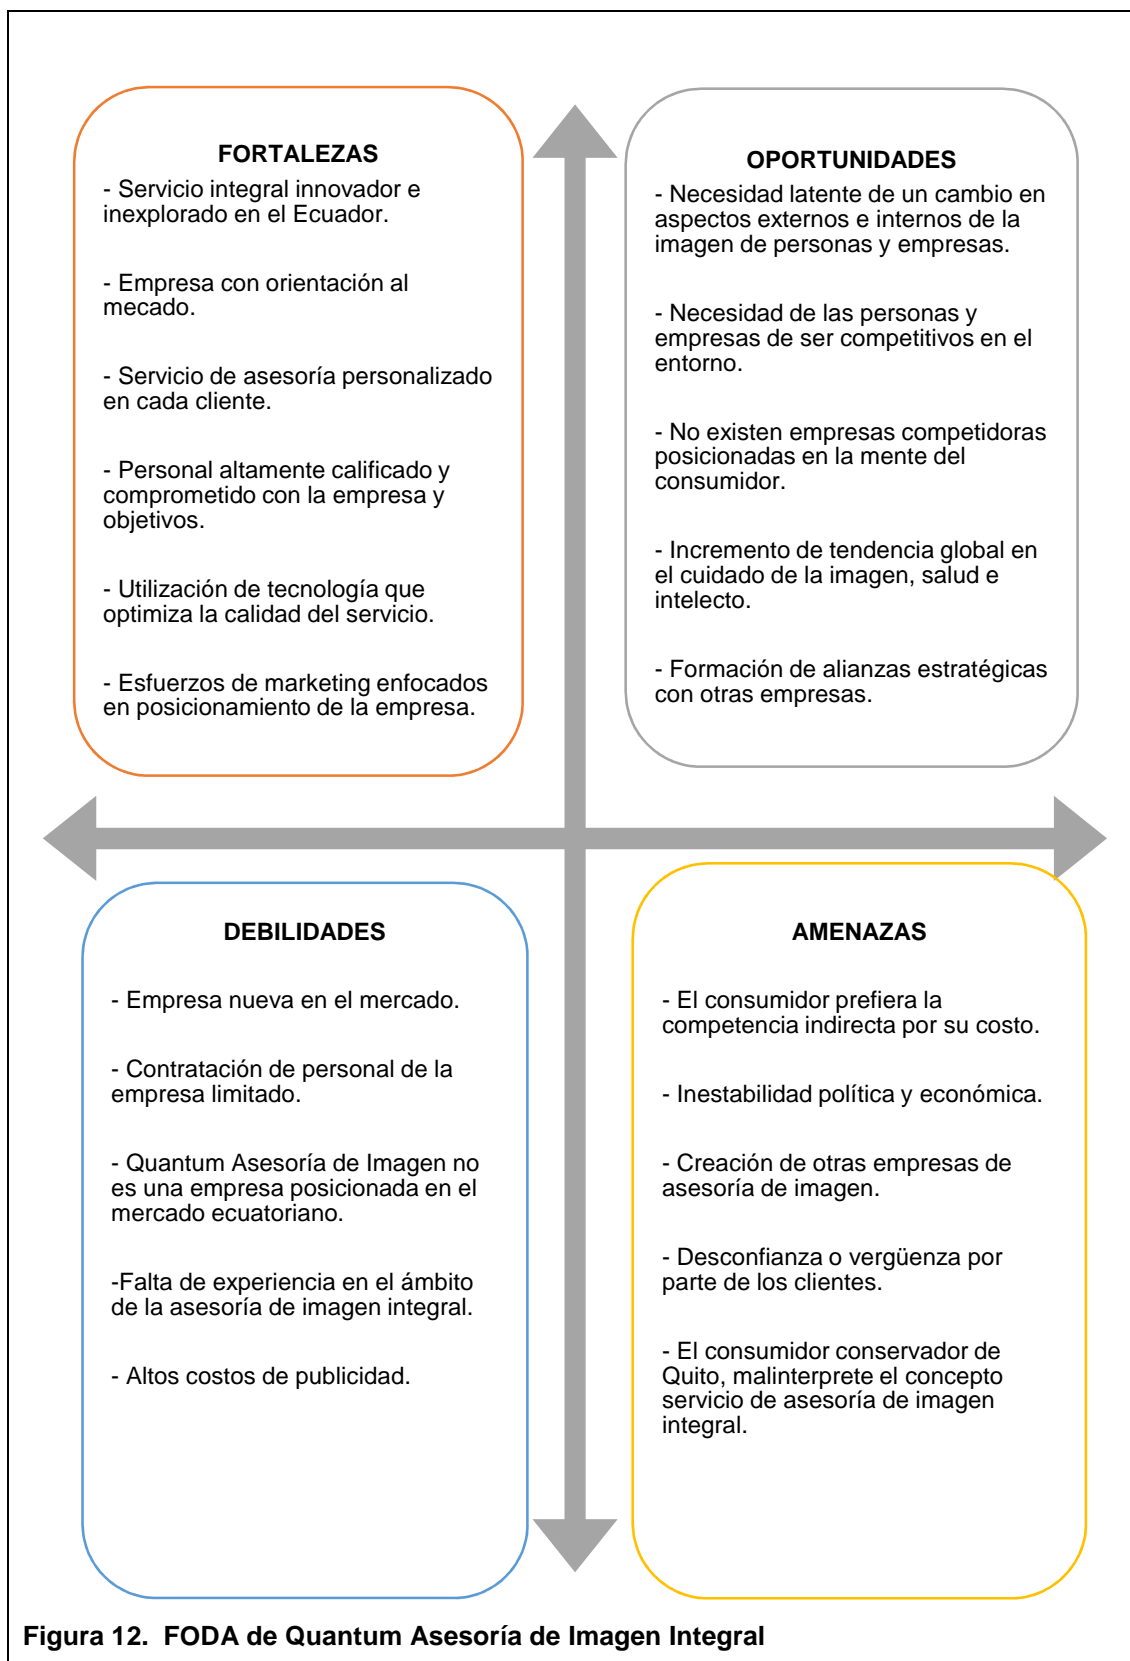 FORTALEZAS
- Servicio integral innovador e
inexplorado en el Ecuador.
- Empresa con orientación al
mecado.
- Servicio de asesoría personalizado
en cada cliente.
- Personal altamente calificado y
comprometido con la empresa y
objetivos.
- Utilización de tecnología que
optimiza la calidad del servicio.
- Esfuerzos de marketing enfocados
en posicionamiento de la empresa.
OPORTUNIDADES
- Necesidad latente de un cambio en
aspectos externos e internos de la
imagen de personas y empresas.
- Necesidad de las personas y
empresas de ser competitivos en el
entorno.
- No existen empresas competidoras
posicionadas en la mente del
consumidor.
- Incremento de tendencia global en
el cuidado de la imagen, salud e
intelecto.
- Formación de alianzas estratégicas
con otras empresas.
DEBILIDADES
- Empresa nueva en el mercado.
- Contratación de personal de la
empresa limitado.
- Quantum Asesoría de Imagen no
es una empresa posicionada en el
mercado ecuatoriano.
-Falta de experiencia en el ámbito
de la asesoría de imagen integral.
- Altos costos de publicidad.
AMENAZAS
- El consumidor prefiera la
competencia indirecta por su costo.
- Inestabilidad política y económica.
- Creación de otras empresas de
asesoría de imagen.
- Desconfianza o vergüenza por
parte de los clientes.
- El consumidor conservador de
Quito, malinterprete el concepto
servicio de asesoría de imagen
integral.
Figura 12. FODA de Quantum Asesoría de Imagen Integral